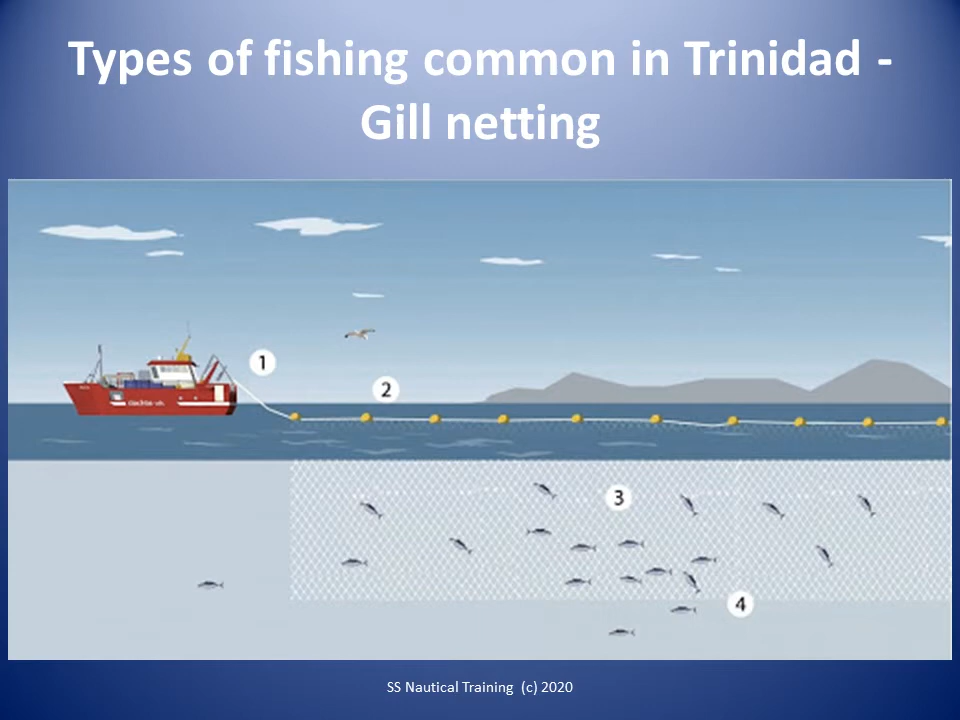 Types of fishing common in Trinidad -
Gill netting
1
2
3
4
SS Nautical Training (c) 2020